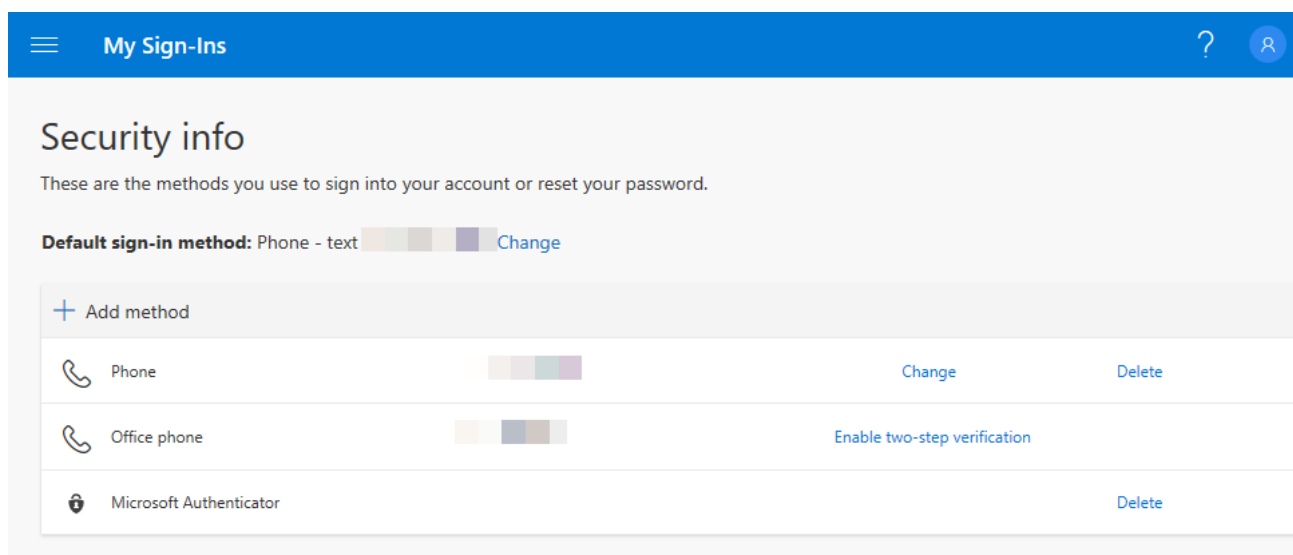 My Sign-Ins ?
Security info
These are the methods you use to sign into your account or reset your password.
Default sign-in method: Phone - text Change
Add method
Phone Change Delete
Office phone Enable two-step verification
Microsoft Authenticator Delete